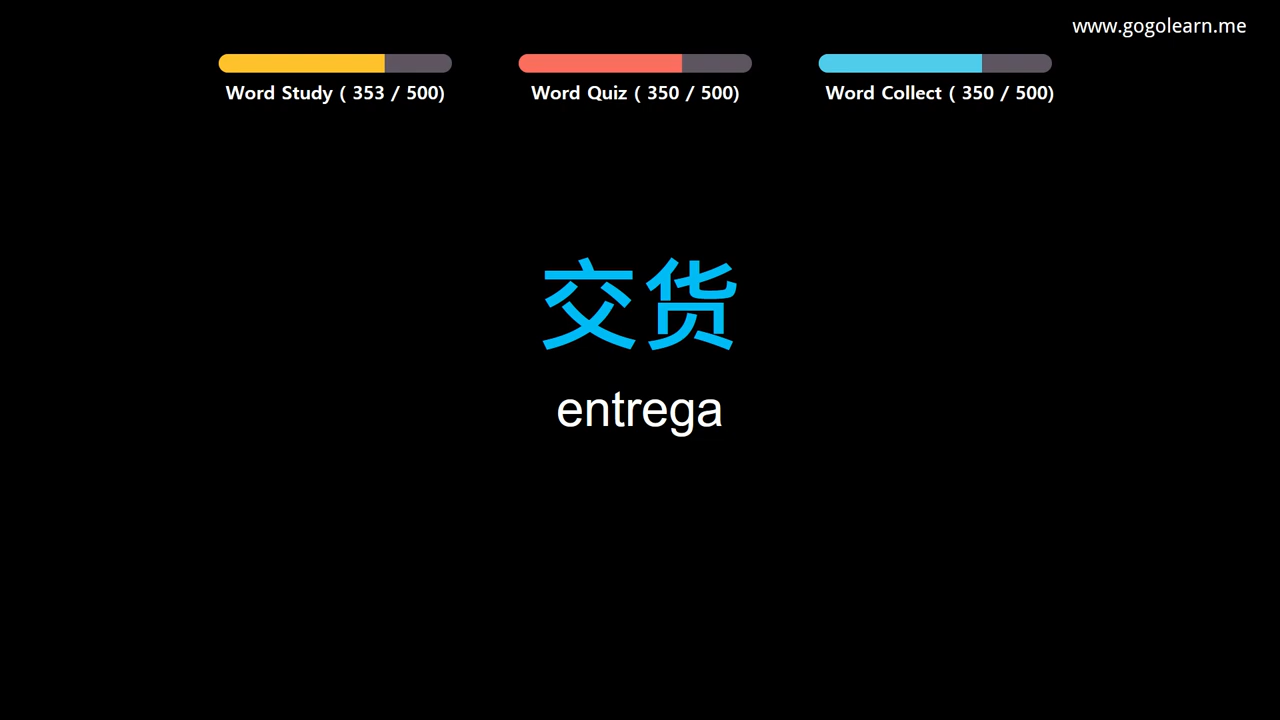 www.gogolearn.me
Word Study ( 353 / 500)
Word Quiz ( 350 / 500)
Word Collect ( 350 / 500)
交货
entrega